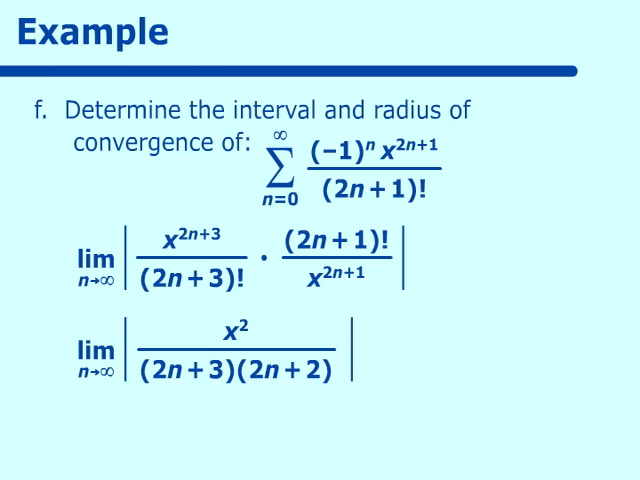 Example
f. Determine the interval and radius of
convergence of: ∞ ∑ n=0 (–1)ⁿ x²ⁿ⁺¹ / (2n + 1)!
lim n→∞ | x²ⁿ⁺³ / (2n + 3)! · (2n + 1)! / x²ⁿ⁺¹ |
lim n→∞ | x² / (2n + 3)(2n + 2) |